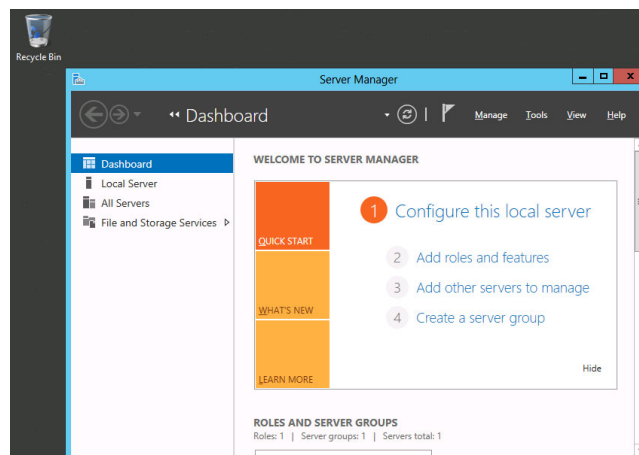 Recycle Bin
Server Manager
Dashboard
Manage Tools View Help
Dashboard
Local Server
All Servers
File and Storage Services
WELCOME TO SERVER MANAGER
QUICK START
WHAT'S NEW
LEARN MORE
1 Configure this local server
2 Add roles and features
3 Add other servers to manage
4 Create a server group
Hide
ROLES AND SERVER GROUPS
Roles: 1 | Server groups: 1 | Servers total: 1